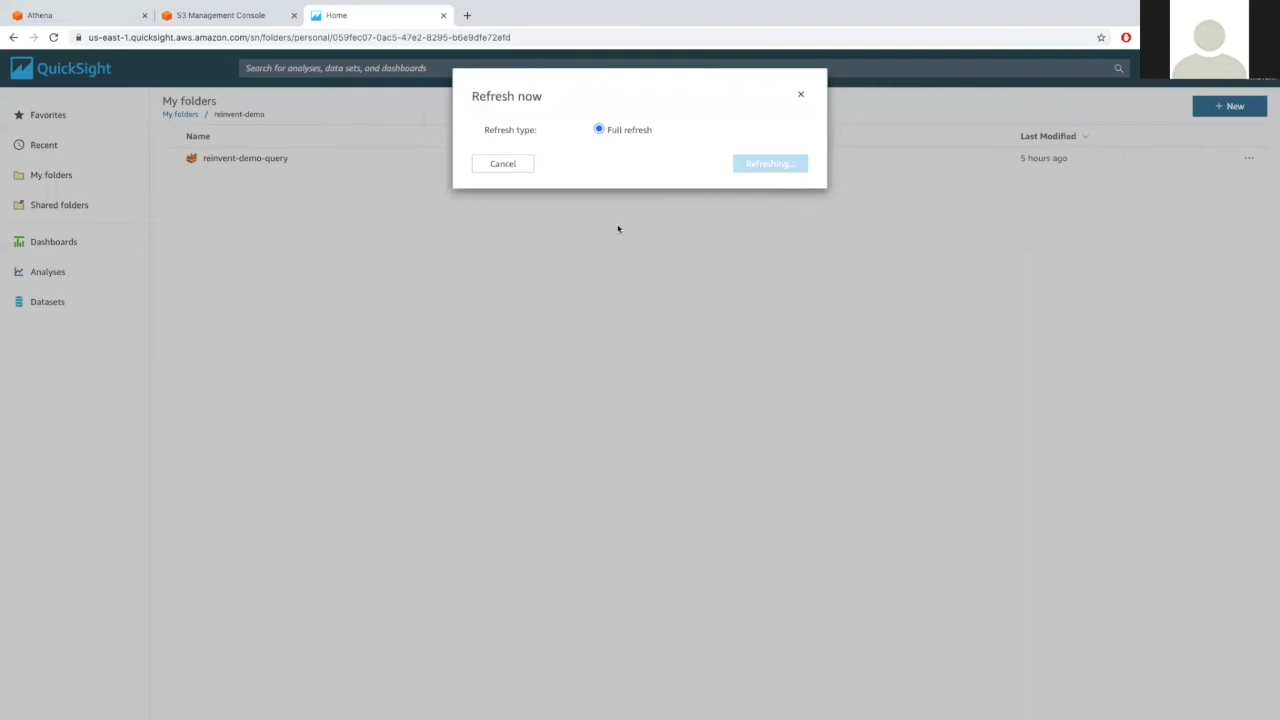 Athena
S3 Management Console
Home
us-east-1.quicksight.aws.amazon.com/sn/folders/personal/059fec07-0ac5-47e2-8295-b6e9dfe72efd
QuickSight
Search for analyses, data sets, and dashboards
Refresh now
Refresh type:
Full refresh
Cancel
Refreshing...
Favorites
Recent
My folders
Shared folders
Dashboards
Analyses
Datasets
My folders
My folders / reinvent-demo
+ New
Name
Last Modified
reinvent-demo-query
5 hours ago